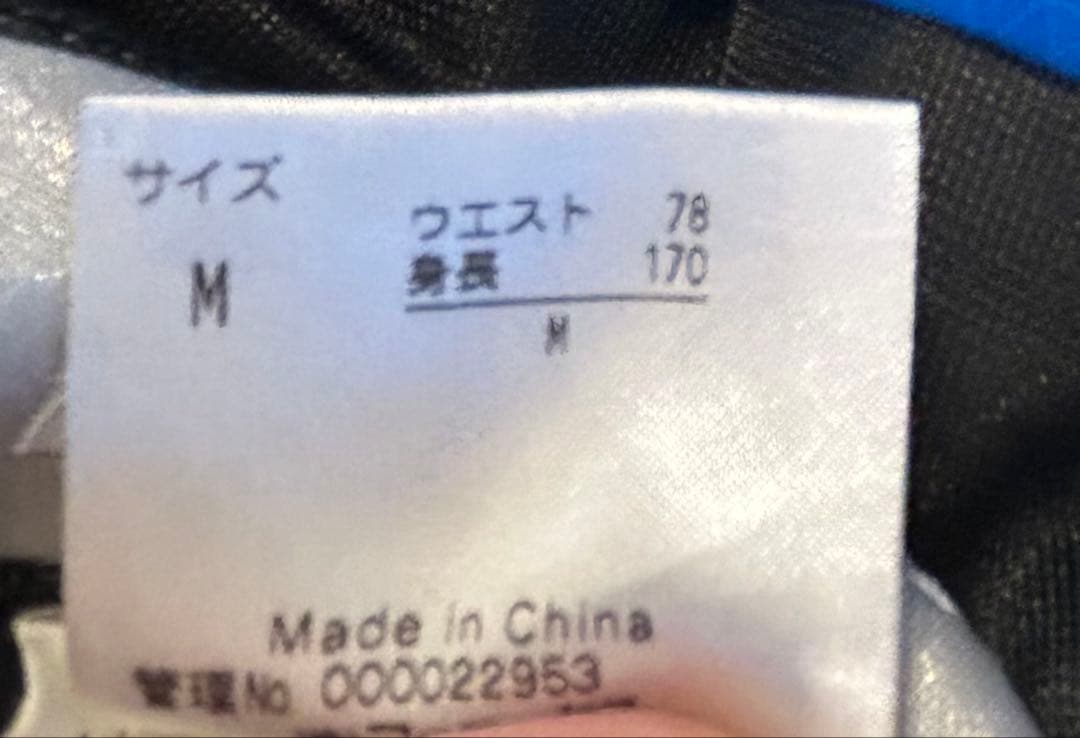 サイズ
M
ウエスト 78
身長 170
M
Made in China
管理No 000022953